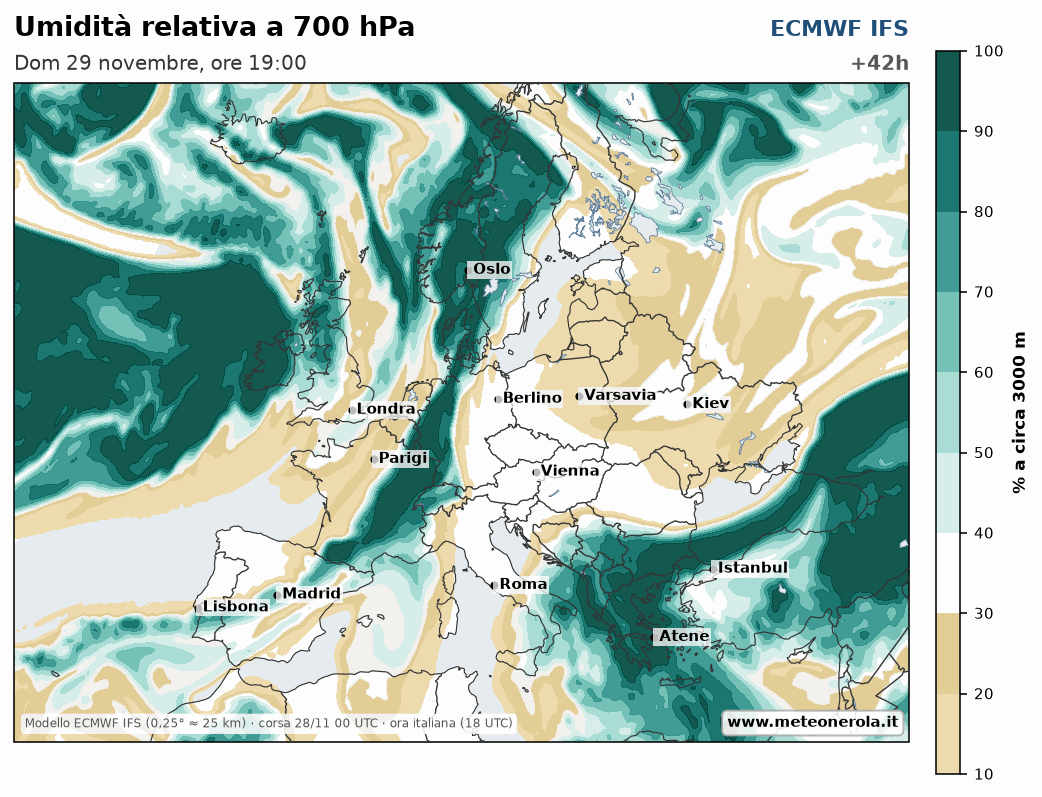 Umidità relativa a 700 hPa
ECMWF IFS
Dom 29 novembre, ore 19:00
+42h
100
90
80
70
60
50
40
30
20
10
% a circa 3000 m
Oslo
Berlino
Varsavia
Kiev
Londra
Parigi
Vienna
Istanbul
Roma
Madrid
Lisbona
Atene
Modello ECMWF IFS (0,25° ≈ 25 km) · corsa 28/11 00 UTC · ora italiana (18 UTC)
www.meteonerola.it